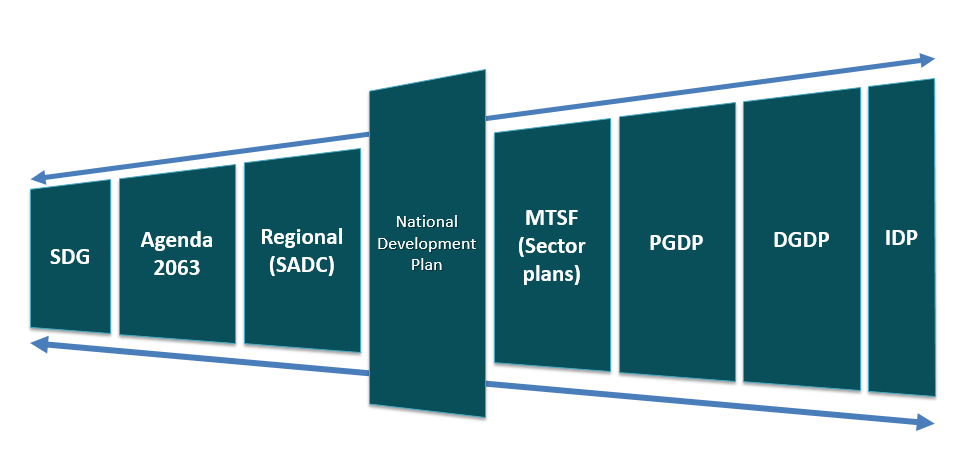 SDG
Agenda
2063
Regional
(SADC)
National
Development
Plan
MTSF
(Sector
plans)
PGDP
DGDP
IDP